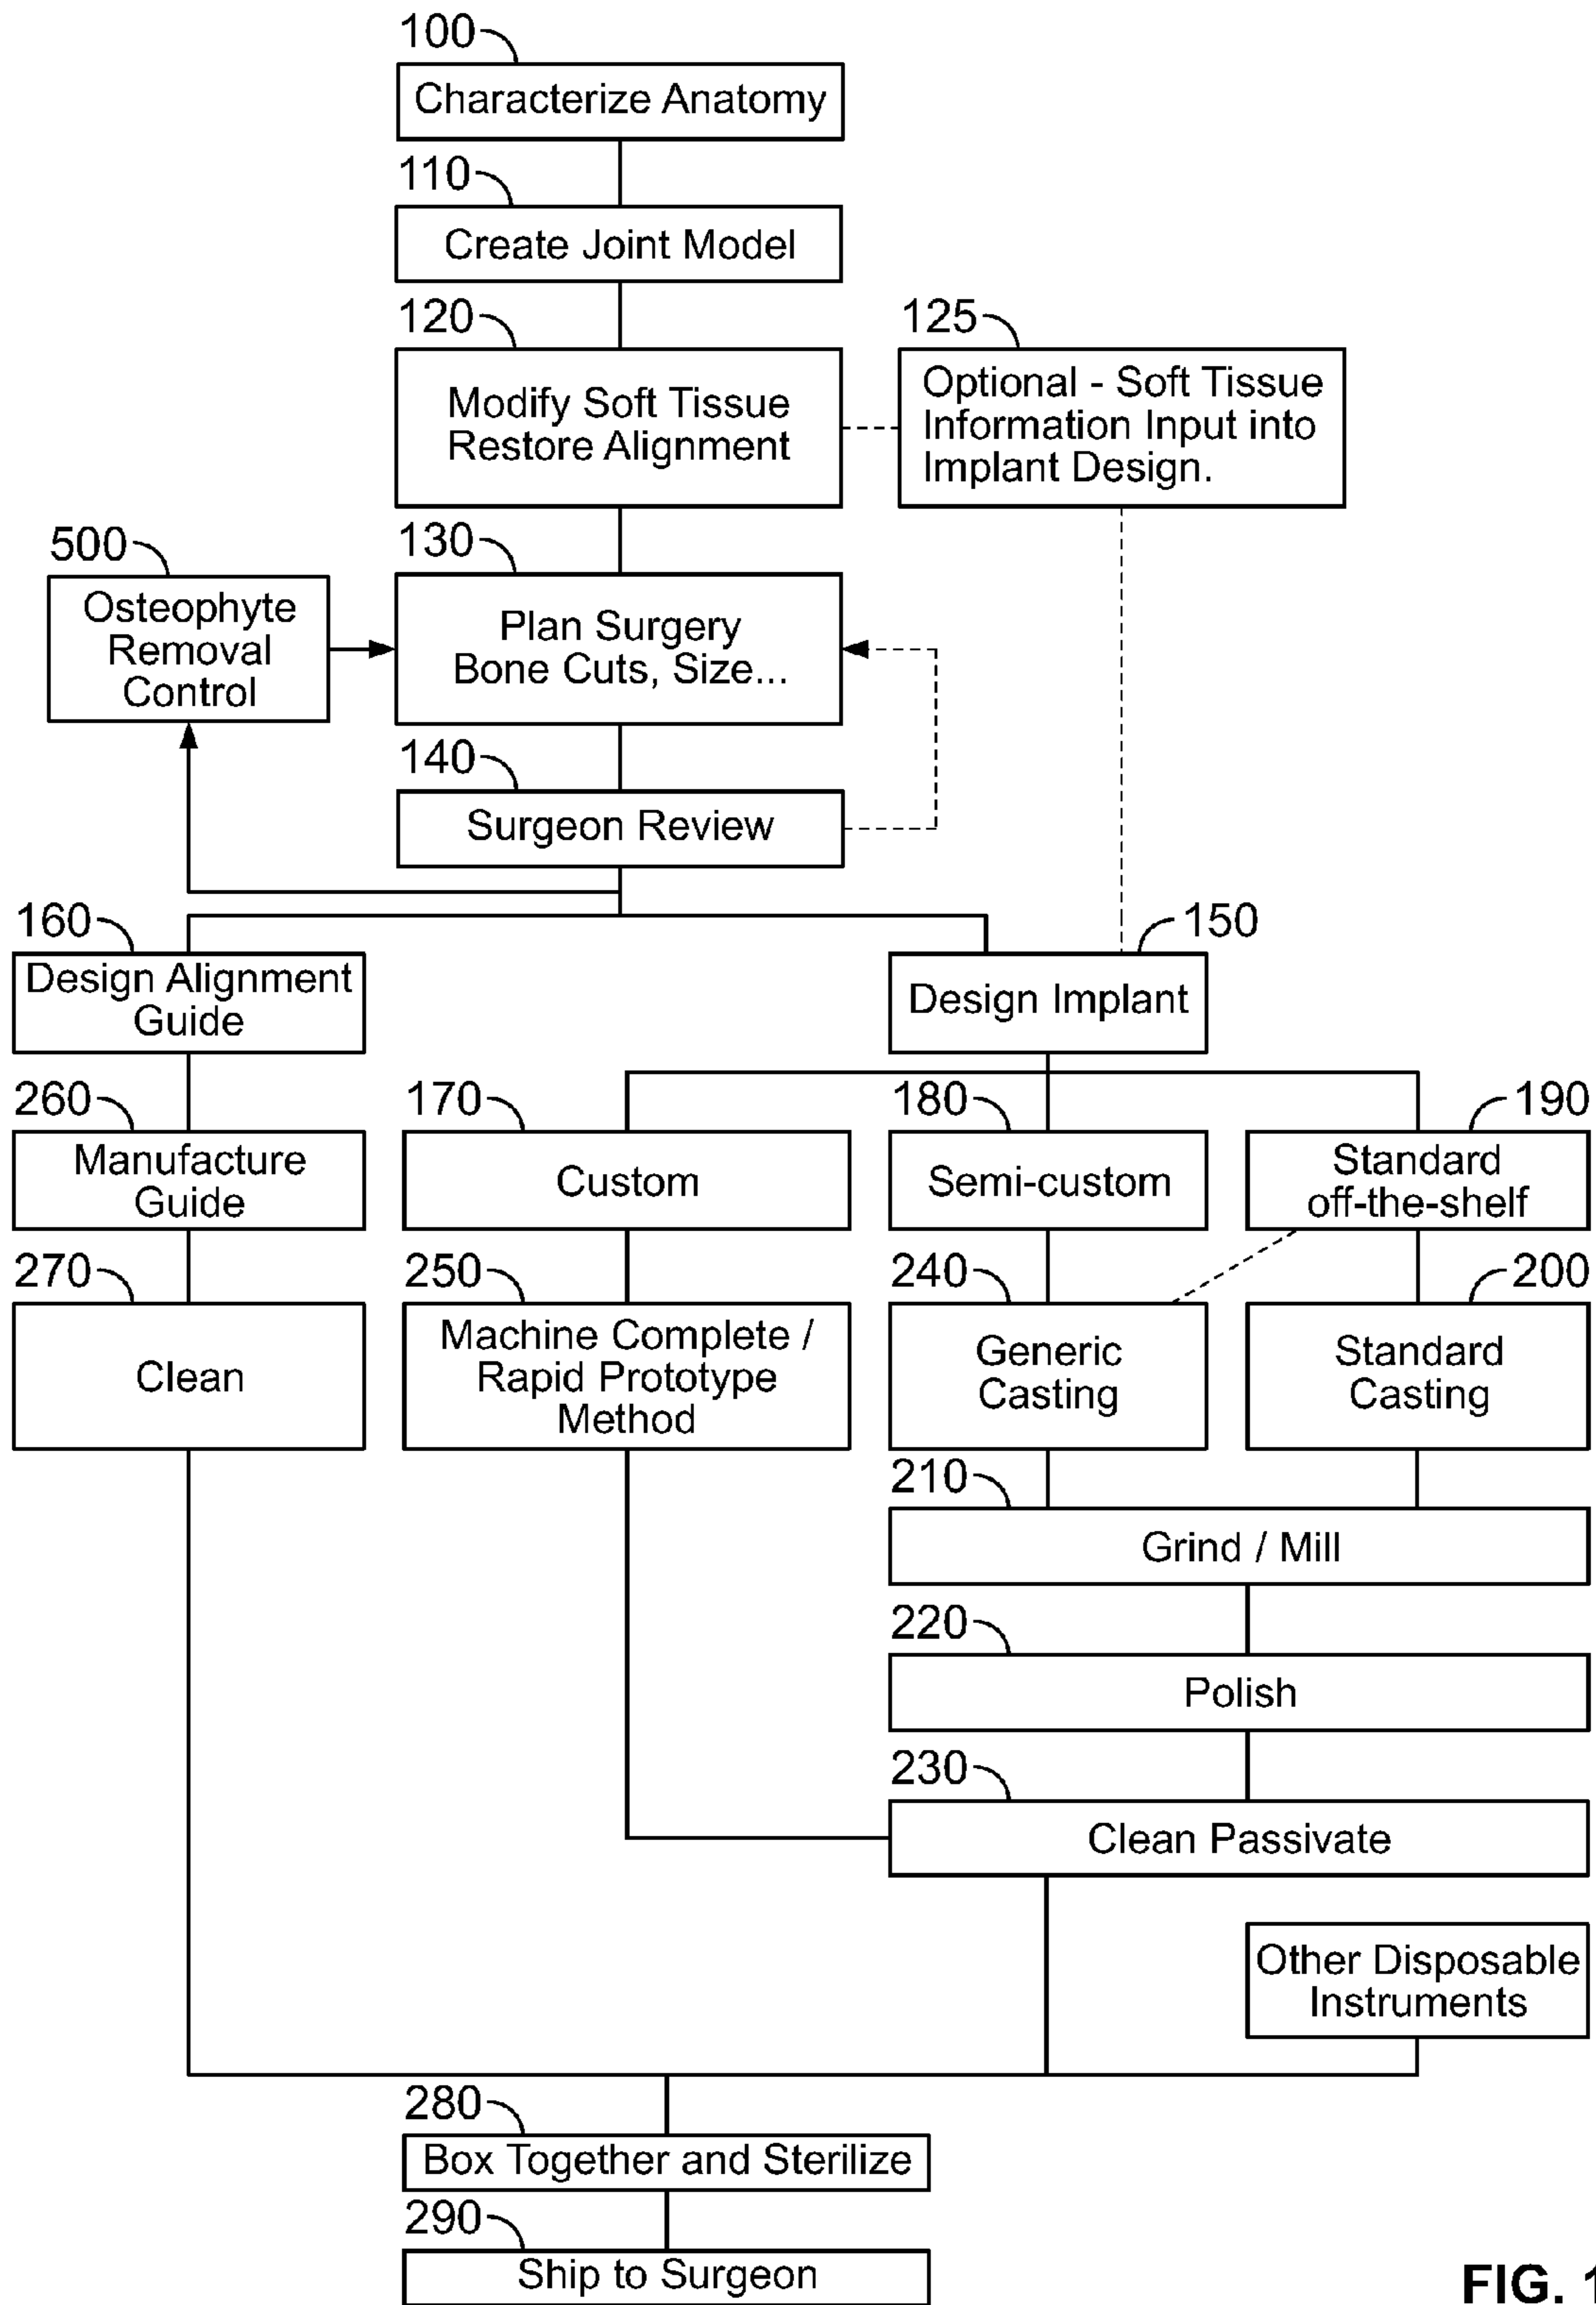 100
Characterize Anatomy
110
Create Joint Model
120
Modify Soft Tissue
Restore Alignment
125
Optional - Soft Tissue
Information Input into
Implant Design.
500
Osteophyte
Removal
Control
130
Plan Surgery
Bone Cuts, Size...
140
Surgeon Review
160
Design Alignment
Guide
150
Design Implant
260
Manufacture
Guide
170
Custom
180
Semi-custom
190
Standard
off-the-shelf
270
Clean
250
Machine Complete /
Rapid Prototype
Method
240
Generic
Casting
200
Standard
Casting
210
Grind / Mill
220
Polish
230
Clean Passivate
Other Disposable
Instruments
280
Box Together and Sterilize
290
Ship to Surgeon
FIG. 1